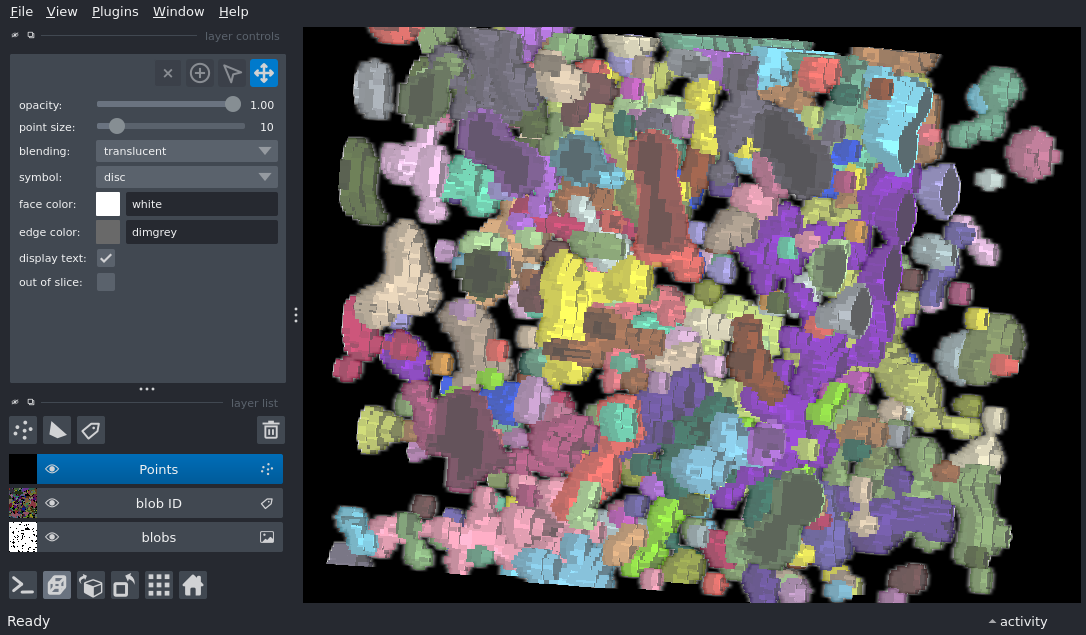 File View Plugins Window Help
layer controls
opacity: 1.00
point size: 10
blending: translucent
symbol: disc
face color: white
edge color: dimgrey
display text:
out of slice:
layer list
Points
blob ID
blobs
Ready activity